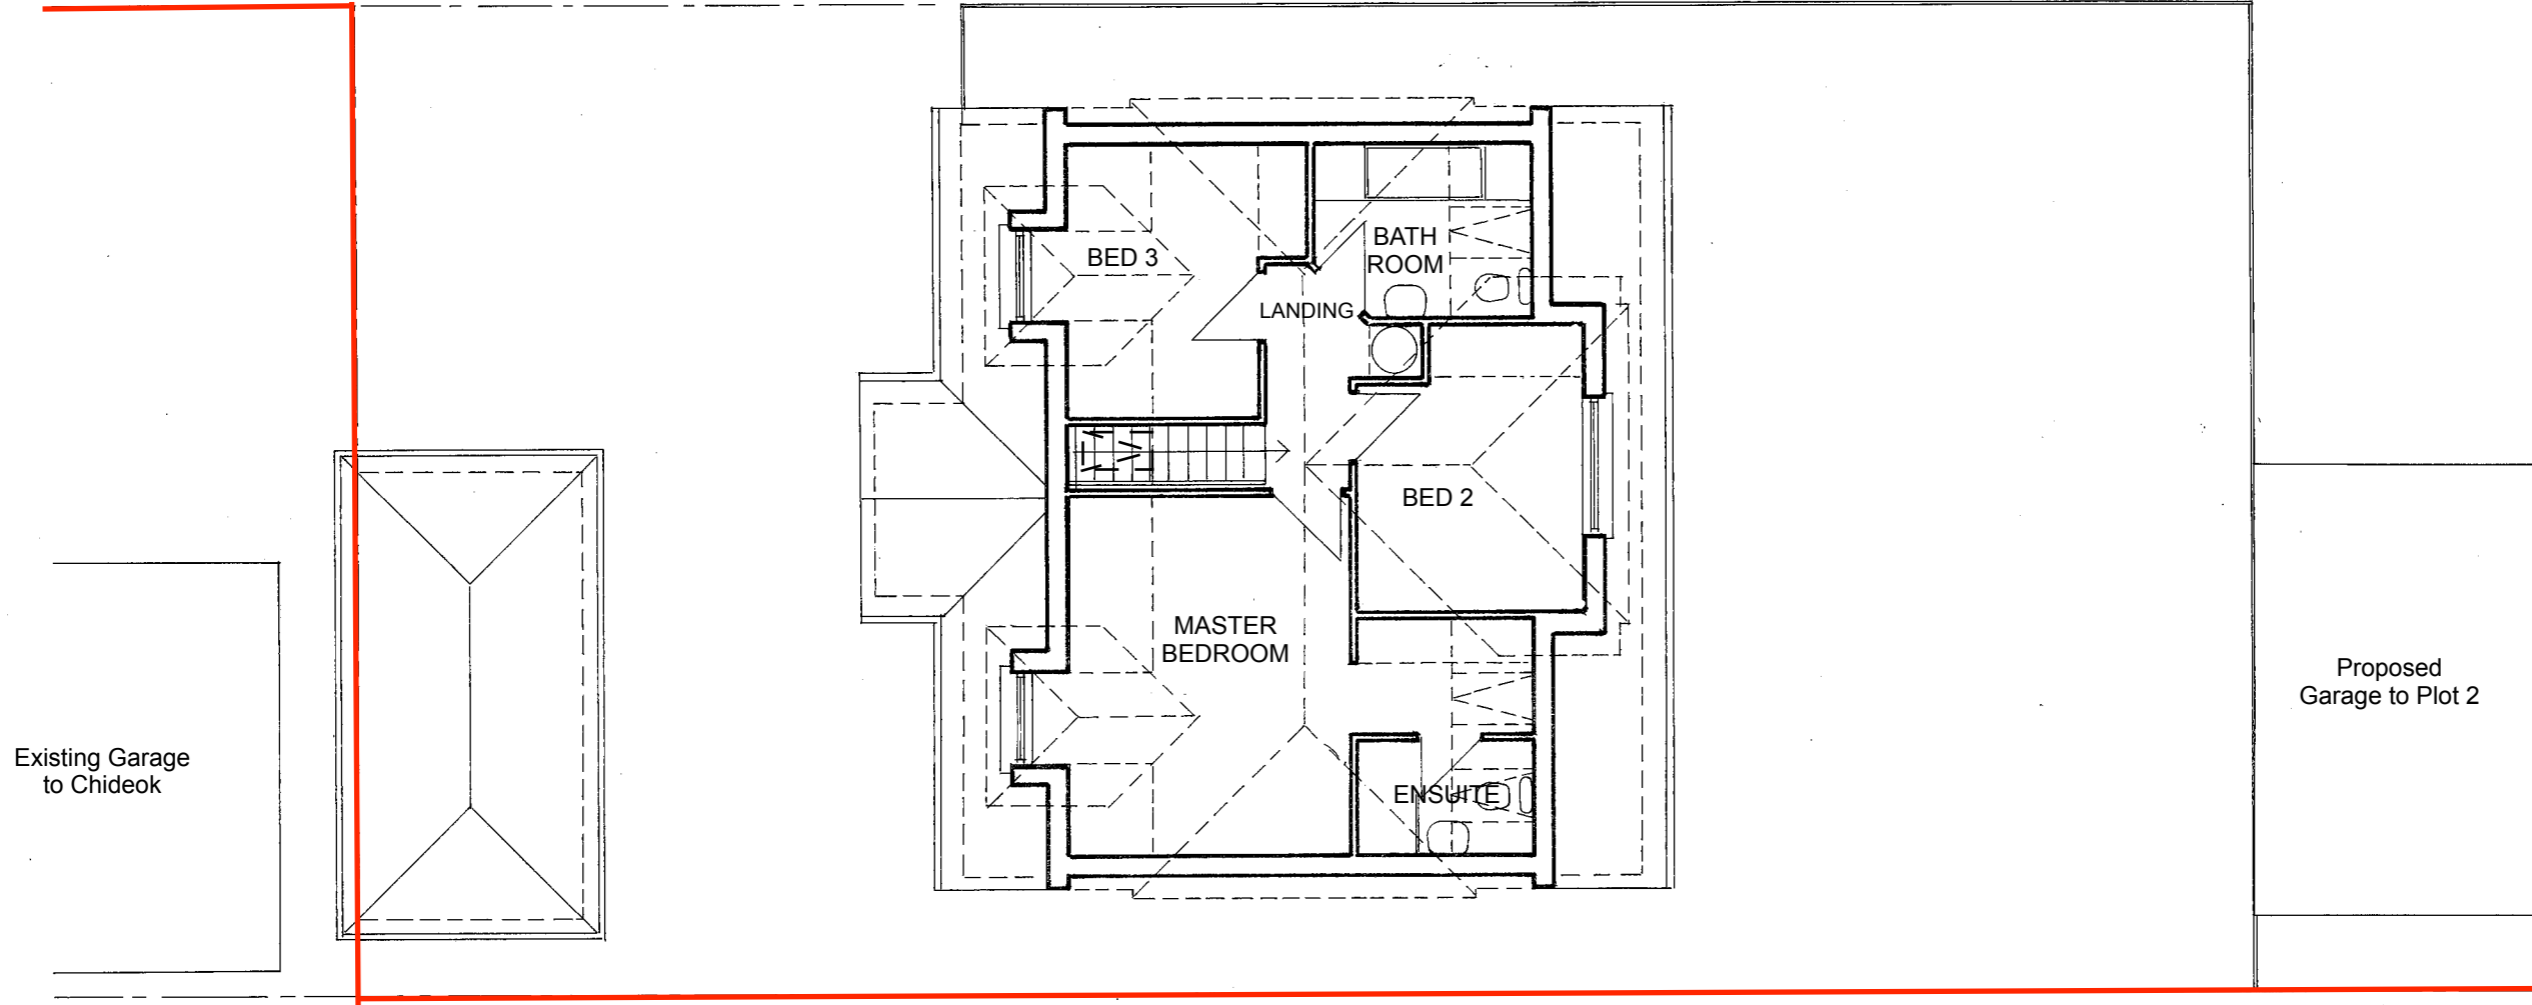 BED 3
BATH
ROOM
LANDING
BED 2
MASTER
BEDROOM
ENSUITE
Existing Garage
to Chideok
Proposed
Garage to Plot 2